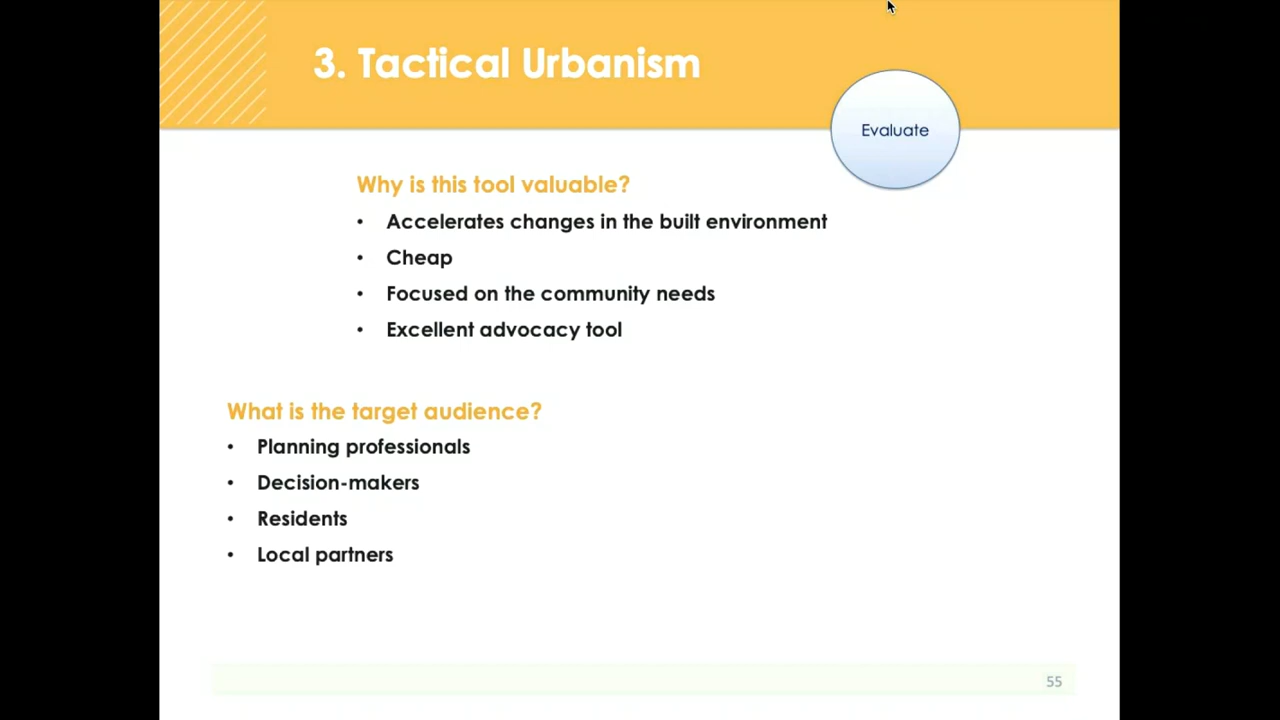 3. Tactical Urbanism
Evaluate
Why is this tool valuable?
• Accelerates changes in the built environment
• Cheap
• Focused on the community needs
• Excellent advocacy tool
What is the target audience?
• Planning professionals
• Decision-makers
• Residents
• Local partners
55